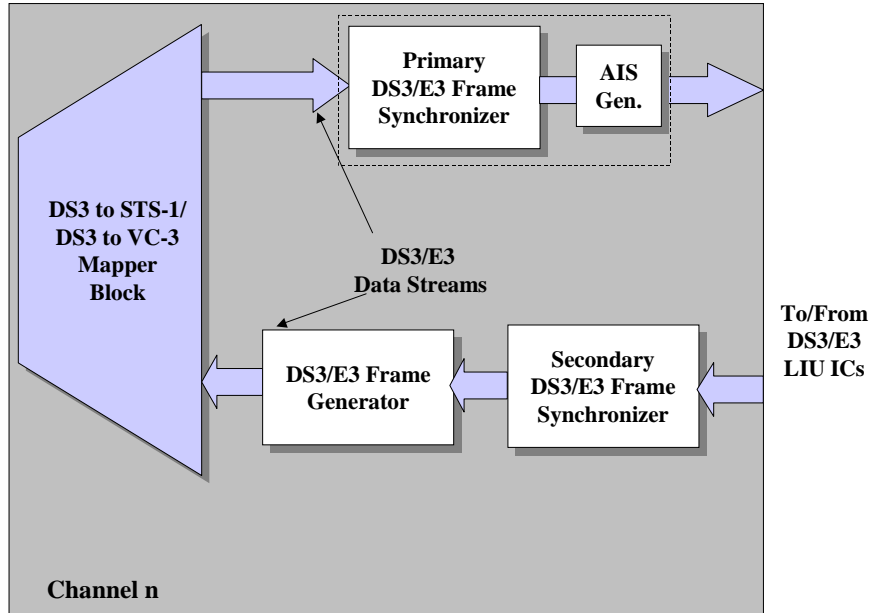 Primary
DS3/E3 Frame
Synchronizer
AIS
Gen.
DS3 to STS-1/
DS3 to VC-3
Mapper
Block
DS3/E3
Data Streams
To/From
DS3/E3
LIU ICs
DS3/E3 Frame
Generator
Secondary
DS3/E3 Frame
Synchronizer
Channel n